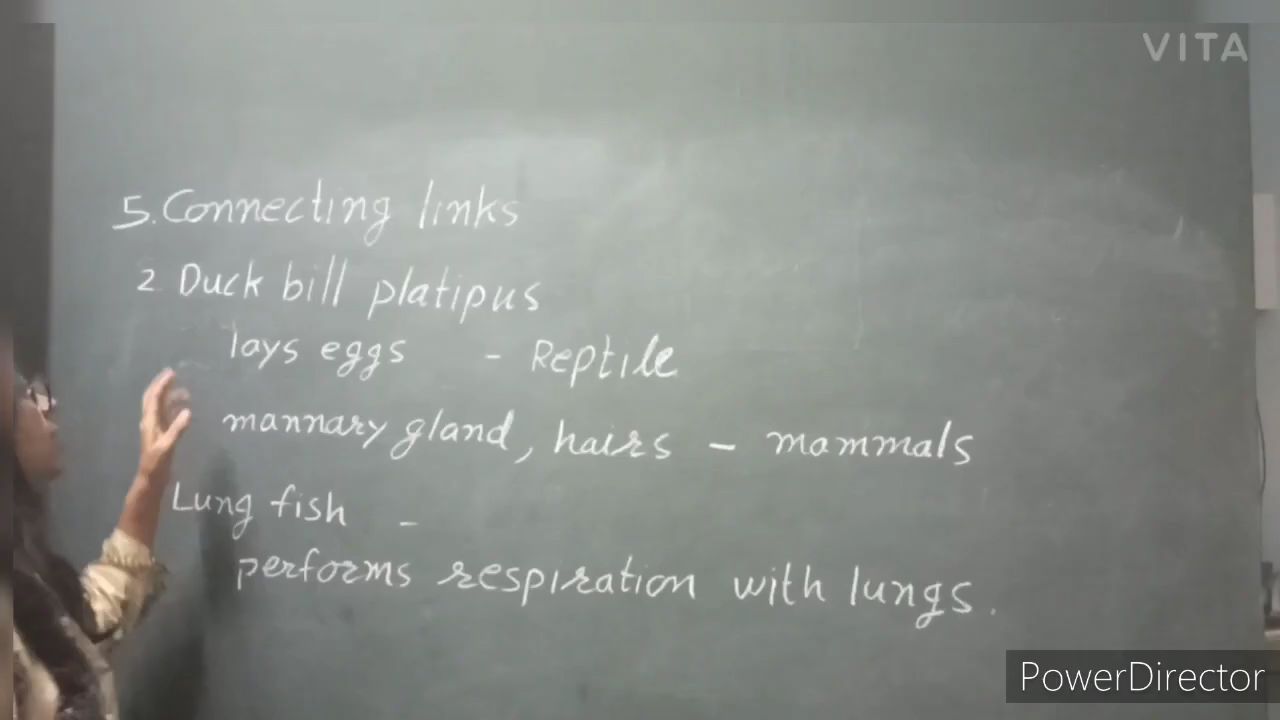 VITA
5. Connecting links
2 Duck bill platipus
lays eggs - Reptile
mannary gland, hairs - mammals
Lung fish -
performs respiration with lungs.
PowerDirector